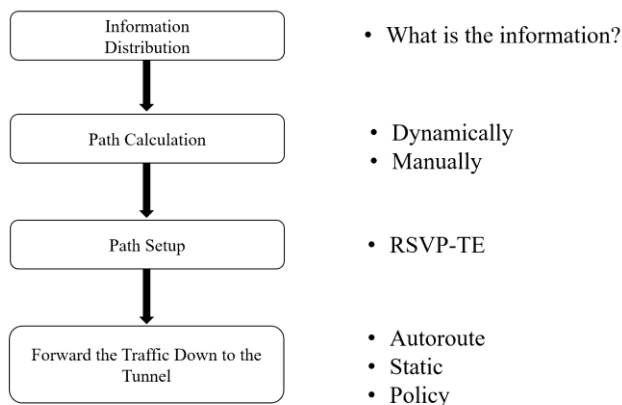 Information
Distribution
• What is the information?
Path Calculation
• Dynamically
• Manually
Path Setup
• RSVP-TE
Forward the Traffic Down to the
Tunnel
• Autoroute
• Static
• Policy